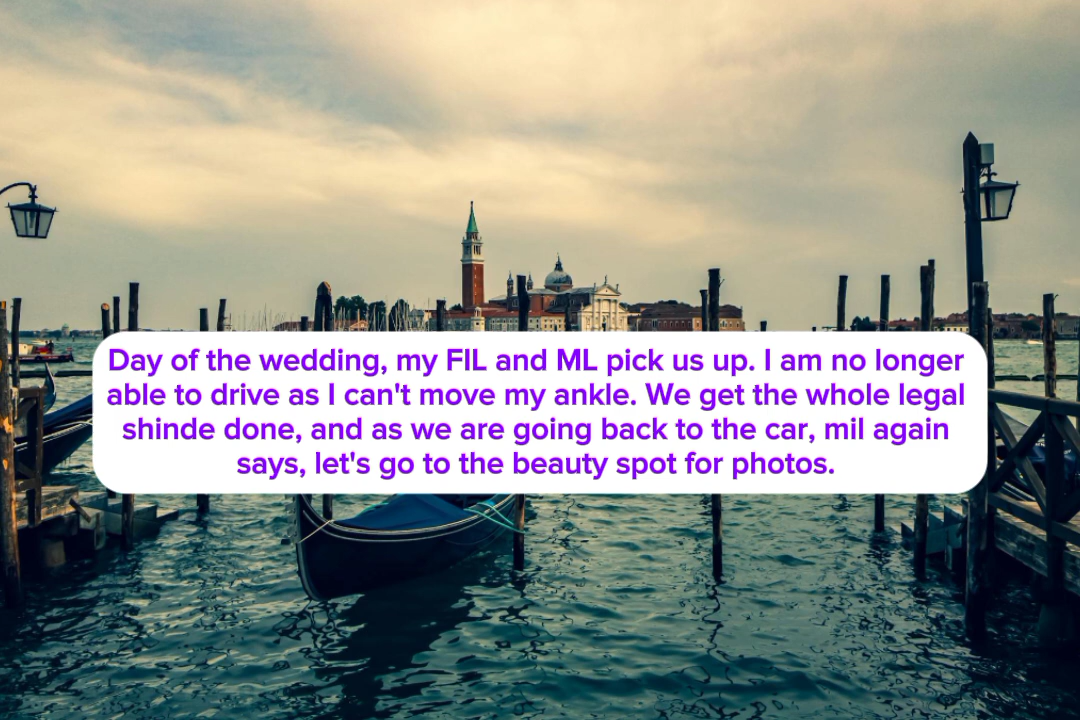 Day of the wedding, my FIL and ML pick us up. I am no longer
able to drive as I can't move my ankle. We get the whole legal
shinde done, and as we are going back to the car, mil again
says, let's go to the beauty spot for photos.